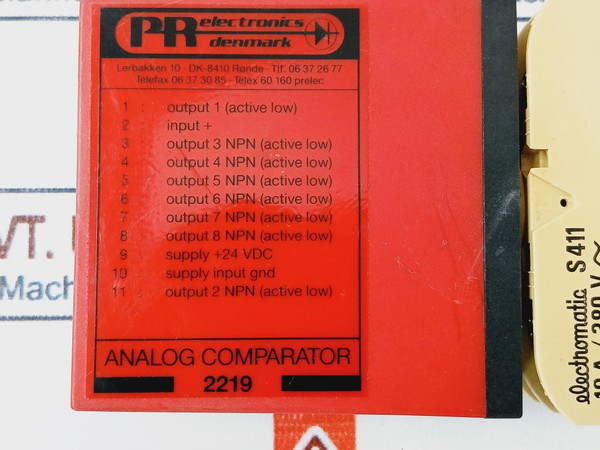 PR electronics
denmark
Lerbakken 10 · DK-8410 Rønde · Tlf. 06 37 26 77
Telefax 06 37 30 85 · Telex 60 160 prelec
1 : output 1 (active low)
2 : input +
3 : output 3 NPN (active low)
4 : output 4 NPN (active low)
5 : output 5 NPN (active low)
6 : output 6 NPN (active low)
7 : output 7 NPN (active low)
8 : output 8 NPN (active low)
9 : supply +24 VDC
10 : supply input gnd
11 : output 2 NPN (active low)
ANALOG COMPARATOR
2219
electromatic S 411
10 A / 380 V ~
VT.
Mach